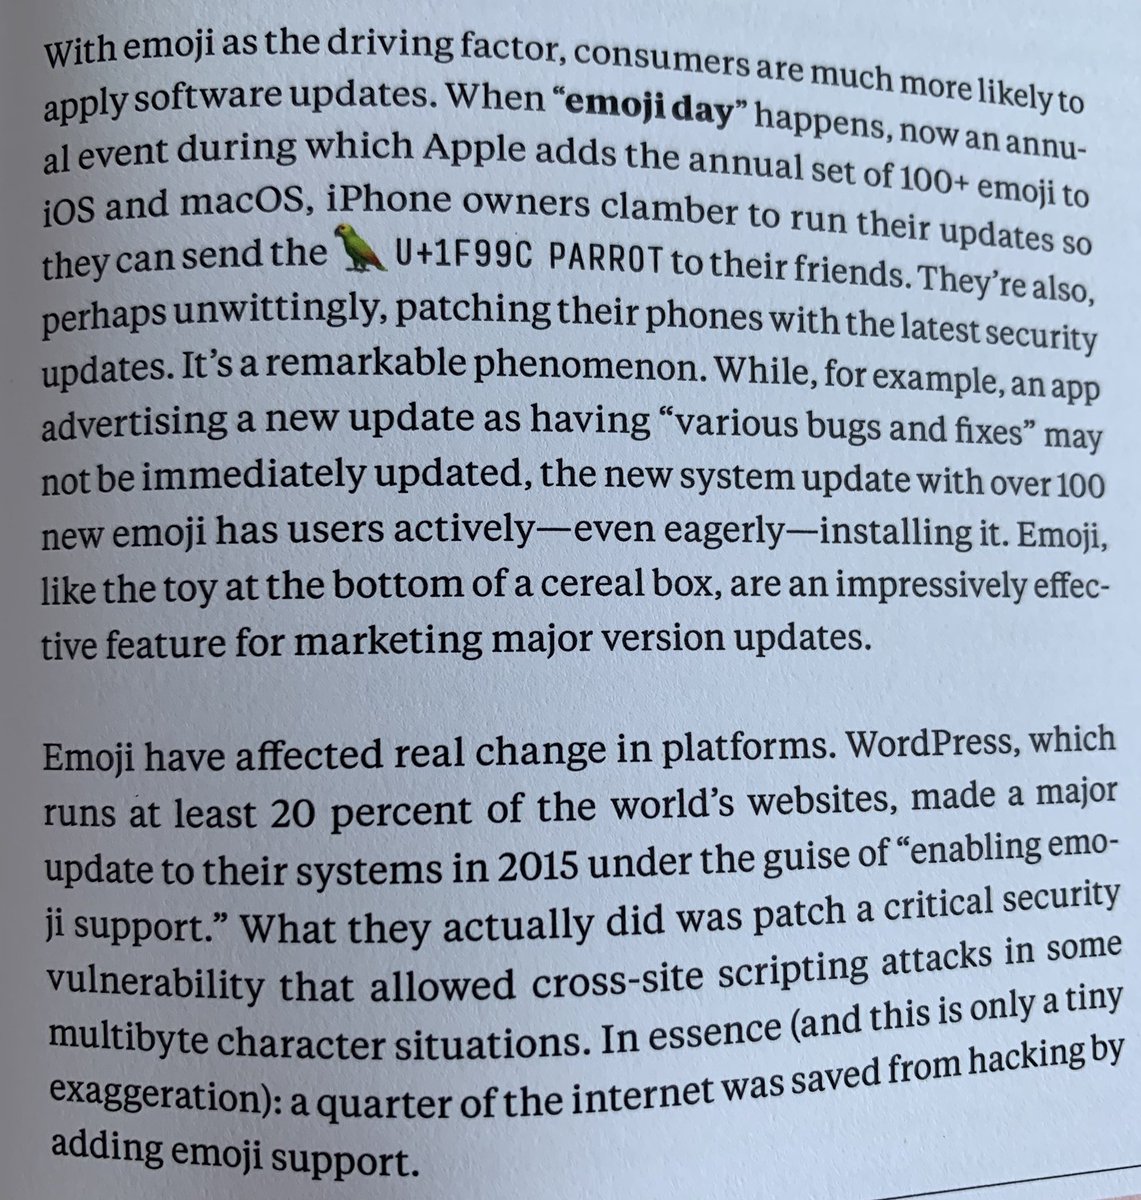 With emoji as the driving factor, consumers are much more likely to
apply software updates. When “emoji day” happens, now an annu-
al event during which Apple adds the annual set of 100+ emoji to
iOS and macOS, iPhone owners clamber to run their updates so
they can send the 🦜 U+1F99C PARROT to their friends. They’re also,
perhaps unwittingly, patching their phones with the latest security
updates. It’s a remarkable phenomenon. While, for example, an app
advertising a new update as having “various bugs and fixes” may
not be immediately updated, the new system update with over 100
new emoji has users actively—even eagerly—installing it. Emoji,
like the toy at the bottom of a cereal box, are an impressively effec-
tive feature for marketing major version updates.
Emoji have affected real change in platforms. WordPress, which
runs at least 20 percent of the world’s websites, made a major
update to their systems in 2015 under the guise of “enabling emo-
ji support.” What they actually did was patch a critical security
vulnerability that allowed cross-site scripting attacks in some
multibyte character situations. In essence (and this is only a tiny
exaggeration): a quarter of the internet was saved from hacking by
adding emoji support.